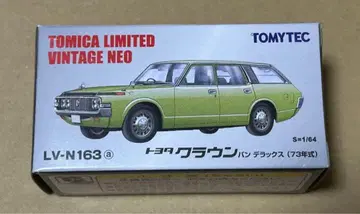 TOMICA LIMITED
VINTAGE NEO
TOMYTEC
S=1/64
LV-N163 a
トヨタ クラウン バン デラックス ('73年式)